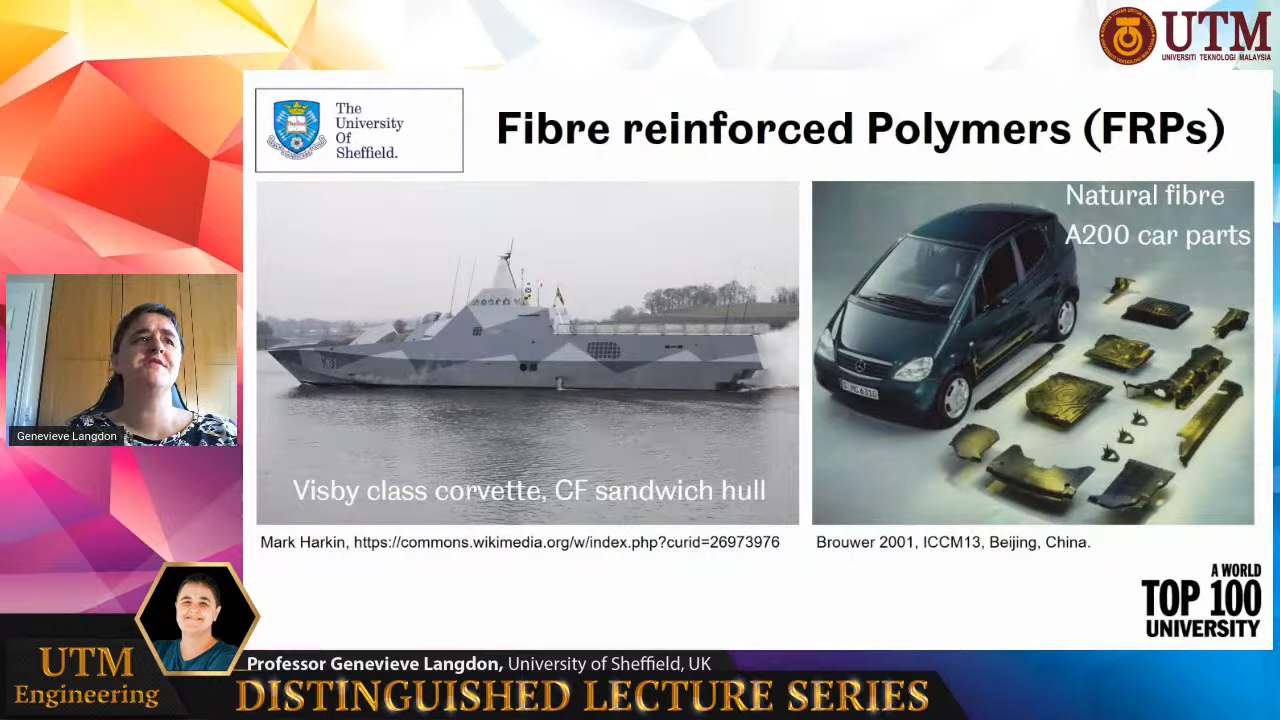 UTM
UNIVERSITI TEKNOLOGI MALAYSIA
The
University
Of
Sheffield.
Fibre reinforced Polymers (FRPs)
Natural fibre
A200 car parts
K31
Visby class corvette, CF sandwich hull
Mark Harkin, https://commons.wikimedia.org/w/index.php?curid=26973976
Brouwer 2001, ICCM13, Beijing, China.
Genevieve Langdon
A WORLD
TOP 100
UNIVERSITY
UTM
Engineering
Professor Genevieve Langdon, University of Sheffield, UK
DISTINGUISHED LECTURE SERIES